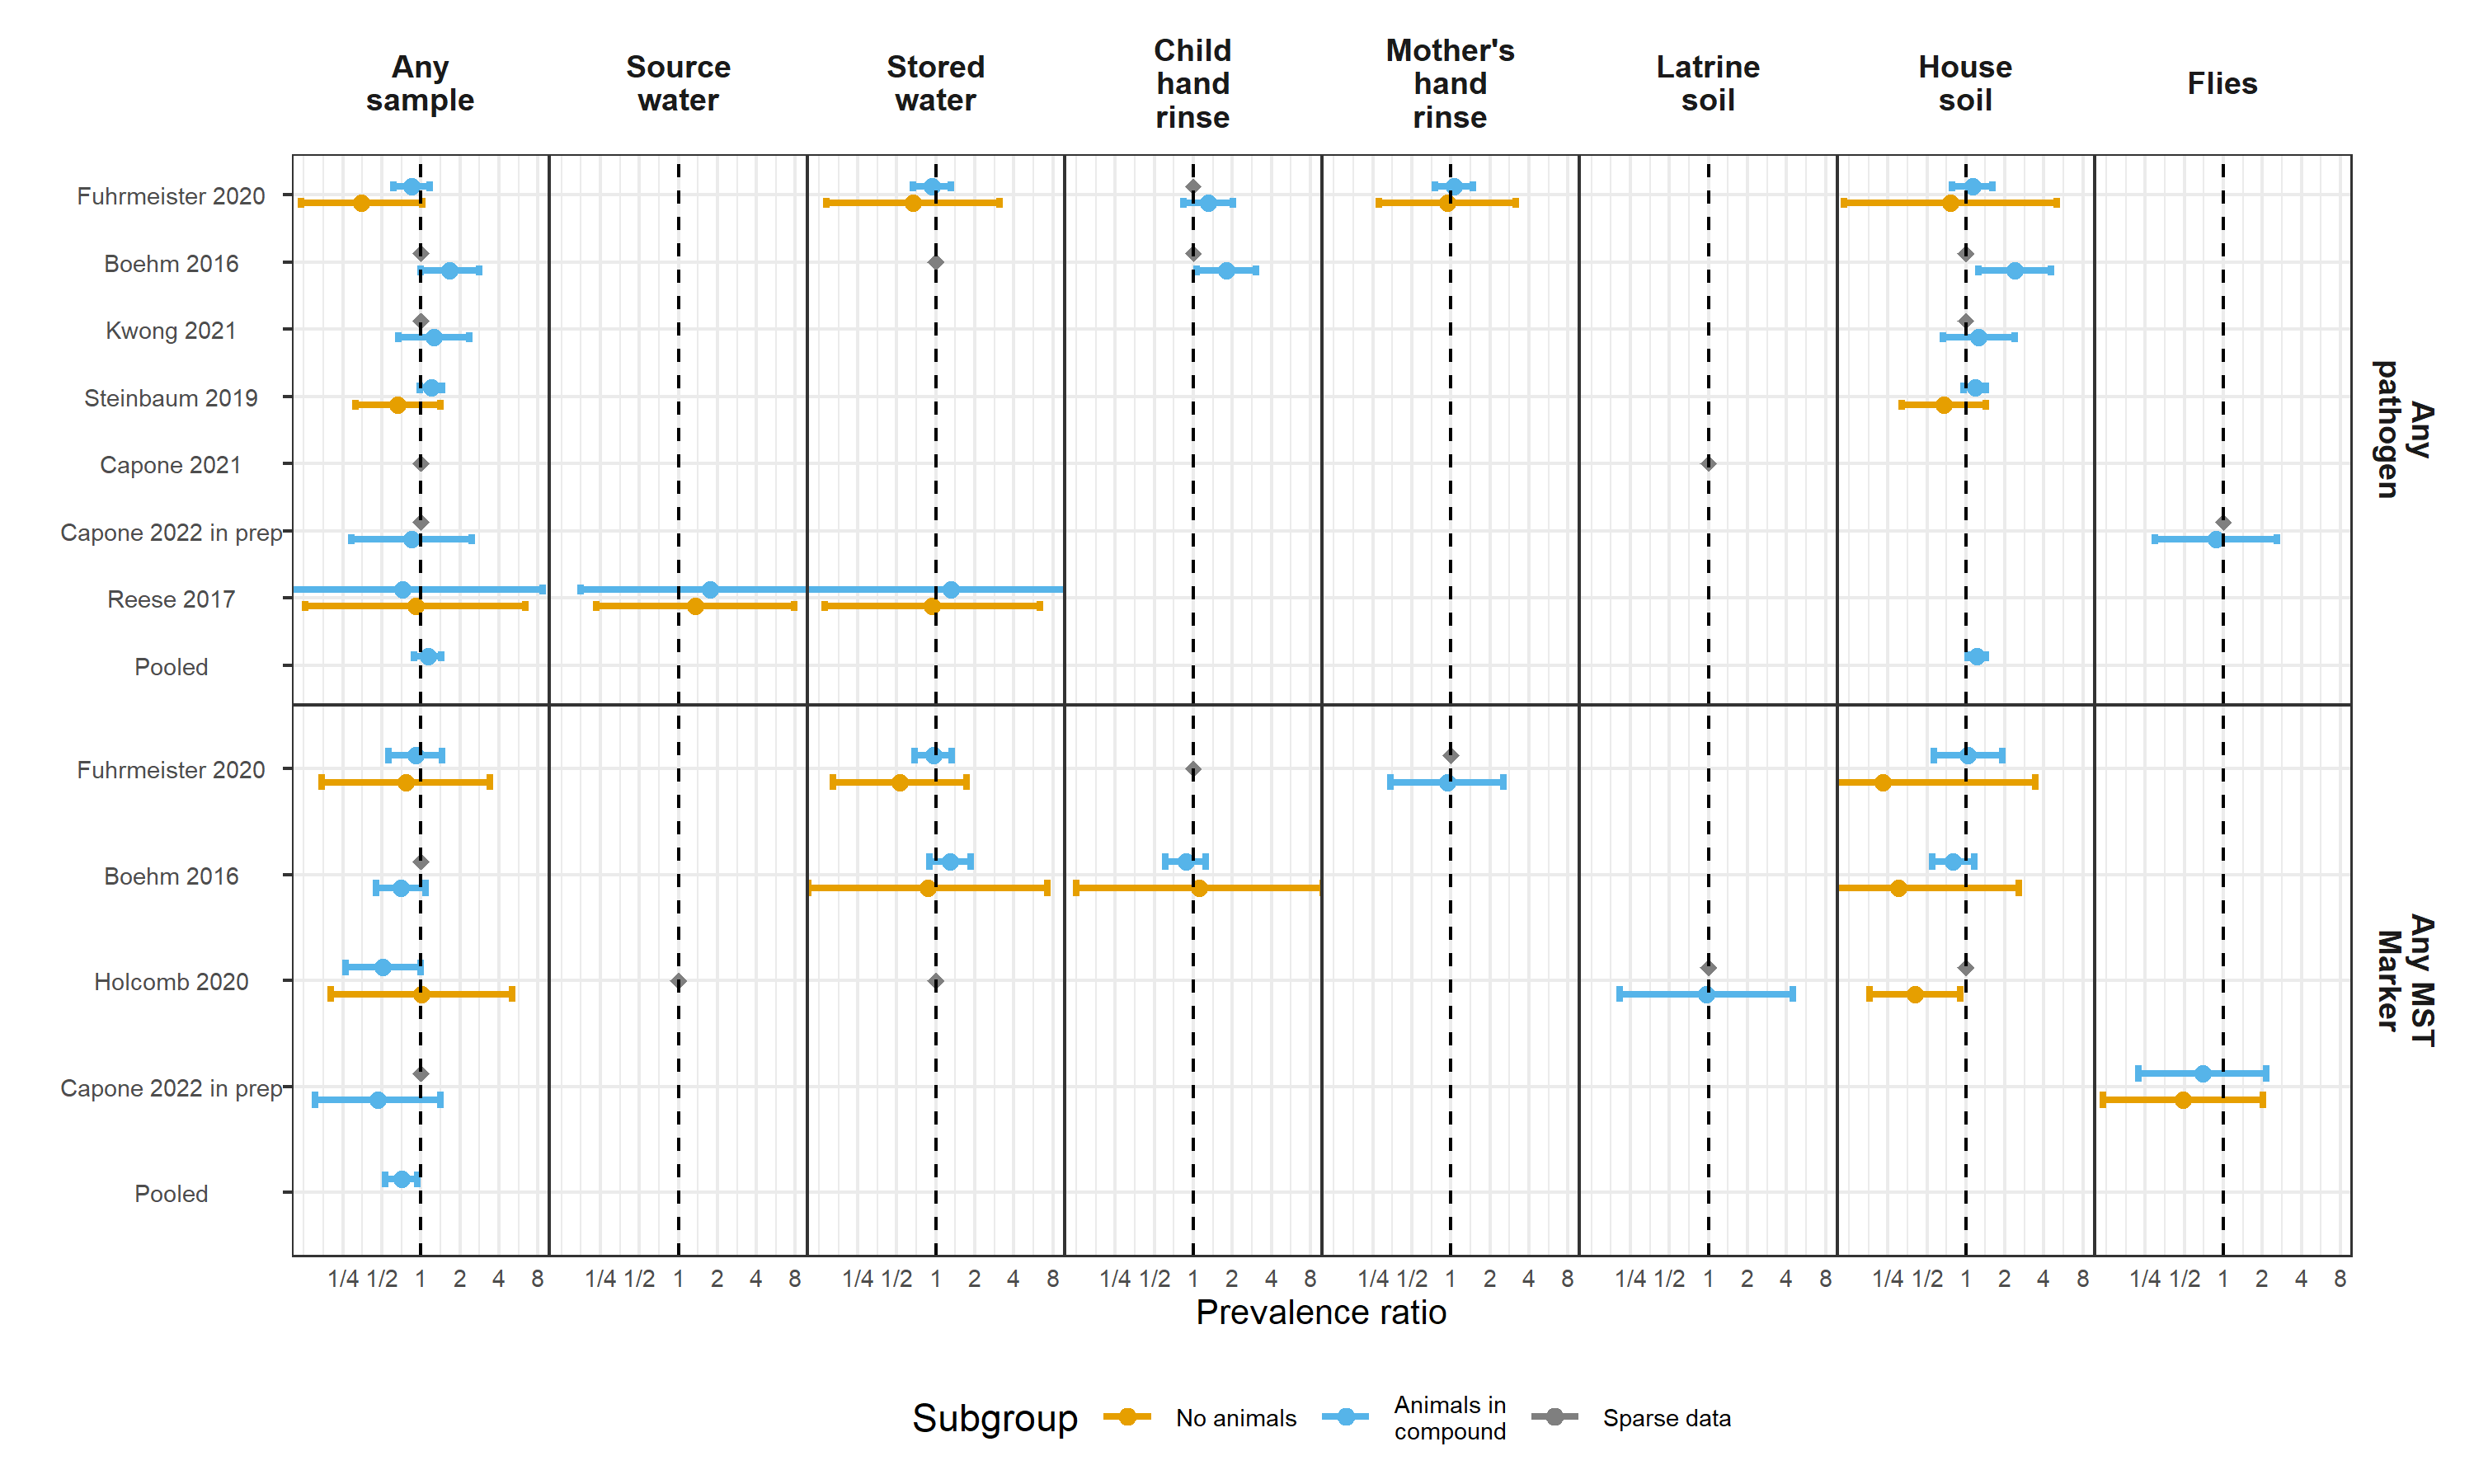 Any
sample
Source
water
Stored
water
Child
hand
rinse
Mother's
hand
rinse
Latrine
soil
House
soil
Flies
Fuhrmeister 2020
Boehm 2016
Kwong 2021
Steinbaum 2019
Capone 2021
Capone 2022 in prep
Reese 2017
Pooled
Any
pathogen
Fuhrmeister 2020
Boehm 2016
Holcomb 2020
Capone 2022 in prep
Pooled
Any MST
Marker
1/4 1/2 1 2 4 8 1/4 1/2 1 2 4 8 1/4 1/2 1 2 4 8 1/4 1/2 1 2 4 8 1/4 1/2 1 2 4 8 1/4 1/2 1 2 4 8 1/4 1/2 1 2 4 8 1/4 1/2 1 2 4 8
Prevalence ratio
Subgroup
No animals
Animals in
compound
Sparse data